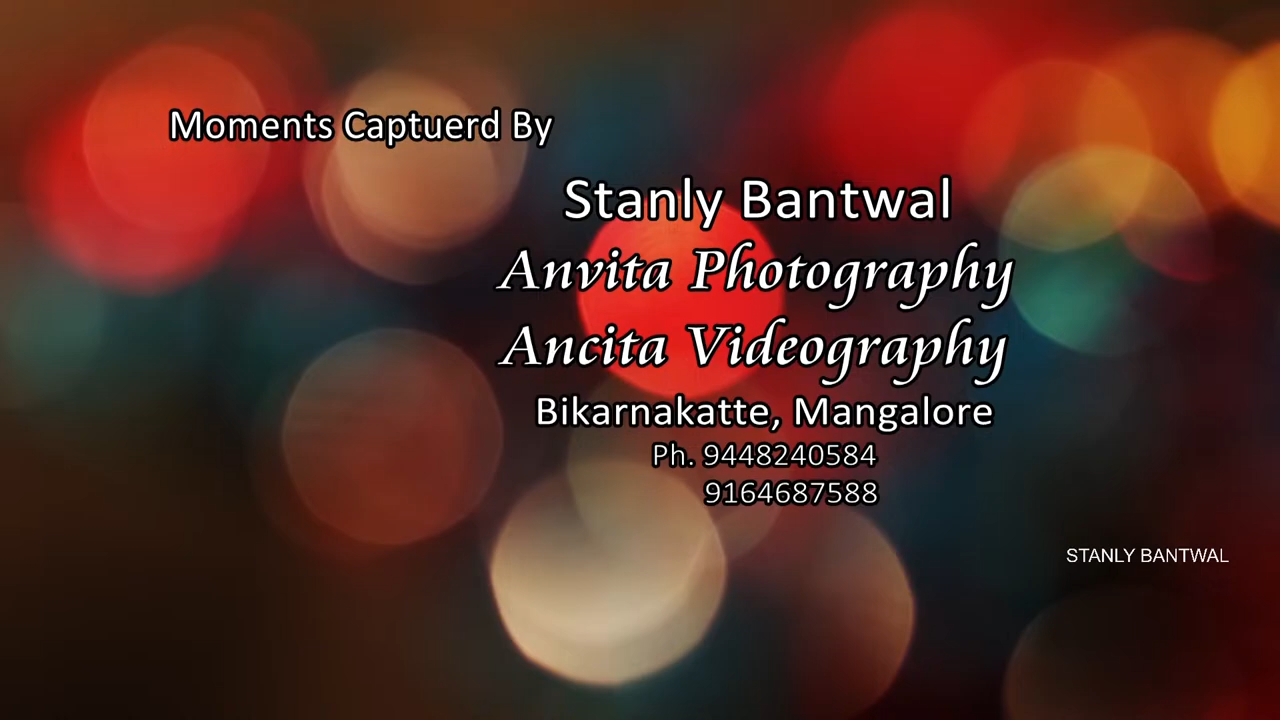 Moments Captuerd By
Stanly Bantwal
Anvita Photography
Ancita Videography
Bikarnakatte, Mangalore
Ph. 9448240584
9164687588
STANLY BANTWAL